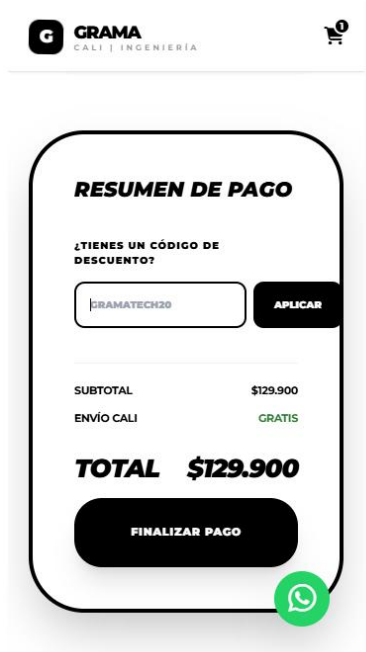 G
GRAMA
CALI | INGENIERÍA
1
RESUMEN DE PAGO
¿TIENES UN CÓDIGO DE
DESCUENTO?
GRAMATECH20
APLICAR
SUBTOTAL $129.900
ENVÍO CALI GRATIS
TOTAL $129.900
FINALIZAR PAGO